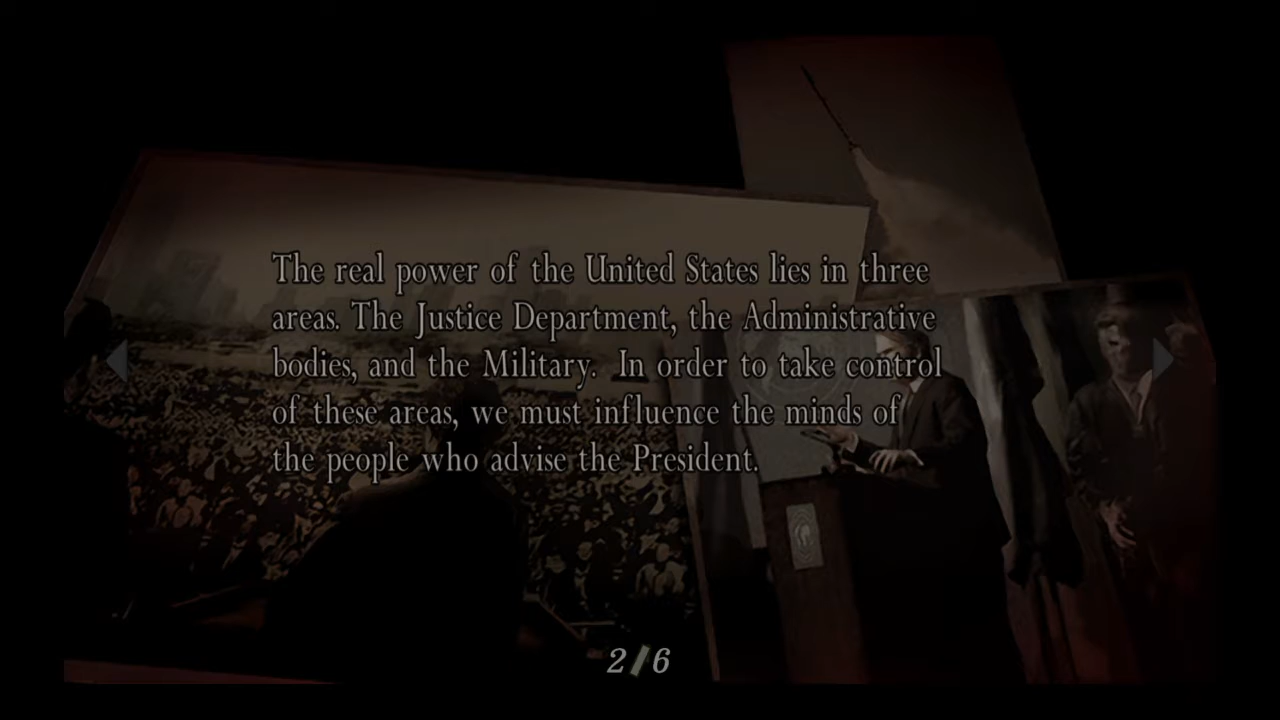 The real power of the United States lies in three
areas. The Justice Department, the Administrative
bodies, and the Military. In order to take control
of these areas, we must influence the minds of
the people who advise the President.
2/6